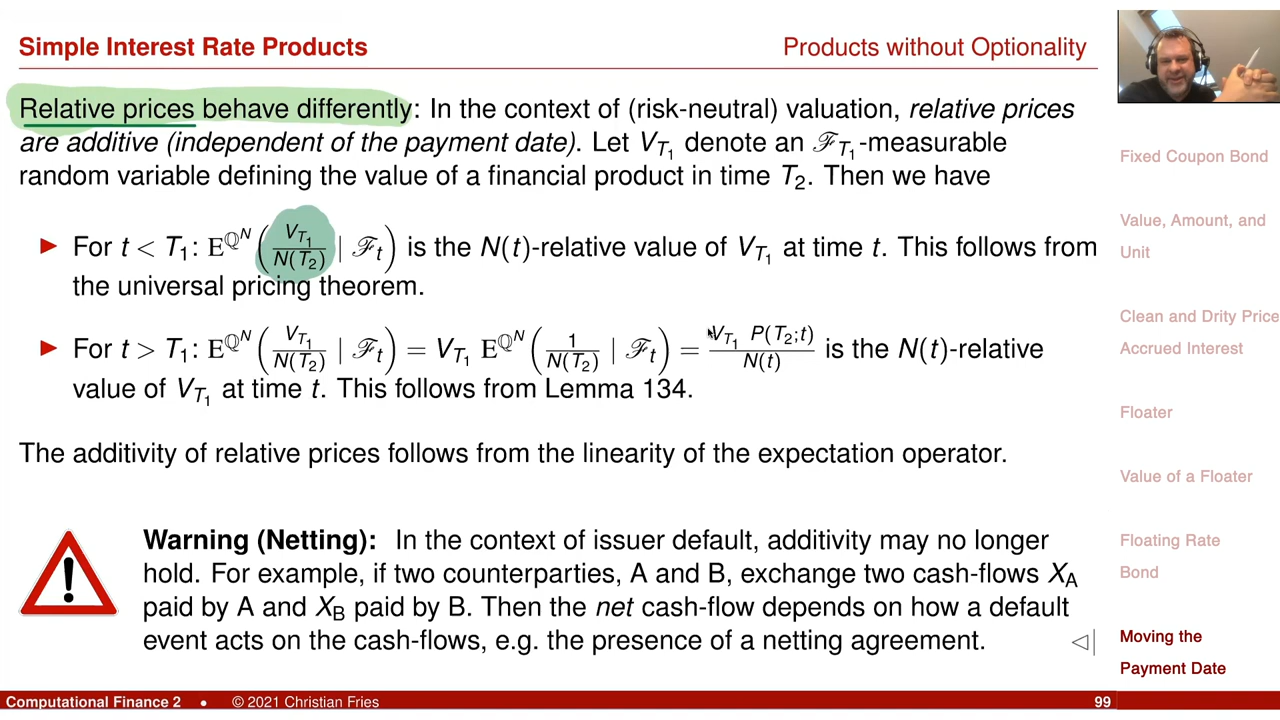 Simple Interest Rate Products
Products without Optionality
Relative prices behave differently: In the context of (risk-neutral) valuation, relative prices
are additive (independent of the payment date). Let V_{T_1} denote an ℱ_{T_1}-measurable
random variable defining the value of a financial product in time T_2. Then we have
► For t < T_1: E^{ℚ^N}(V_{T_1}/N(T_2) | ℱ_t) is the N(t)-relative value of V_{T_1} at time t. This follows from
the universal pricing theorem.
► For t > T_1: E^{ℚ^N}(V_{T_1}/N(T_2) | ℱ_t) = V_{T_1} E^{ℚ^N}(1/N(T_2) | ℱ_t) = V_{T_1} P(T_2;t)/N(t) is the N(t)-relative
value of V_{T_1} at time t. This follows from Lemma 134.
The additivity of relative prices follows from the linearity of the expectation operator.
!
Warning (Netting): In the context of issuer default, additivity may no longer
hold. For example, if two counterparties, A and B, exchange two cash-flows X_A
paid by A and X_B paid by B. Then the net cash-flow depends on how a default
event acts on the cash-flows, e.g. the presence of a netting agreement. ◁|
Fixed Coupon Bond
Value, Amount, and
Unit
Clean and Drity Price
Accrued Interest
Floater
Value of a Floater
Floating Rate
Bond
Moving the
Payment Date
Computational Finance 2 • © 2021 Christian Fries
99